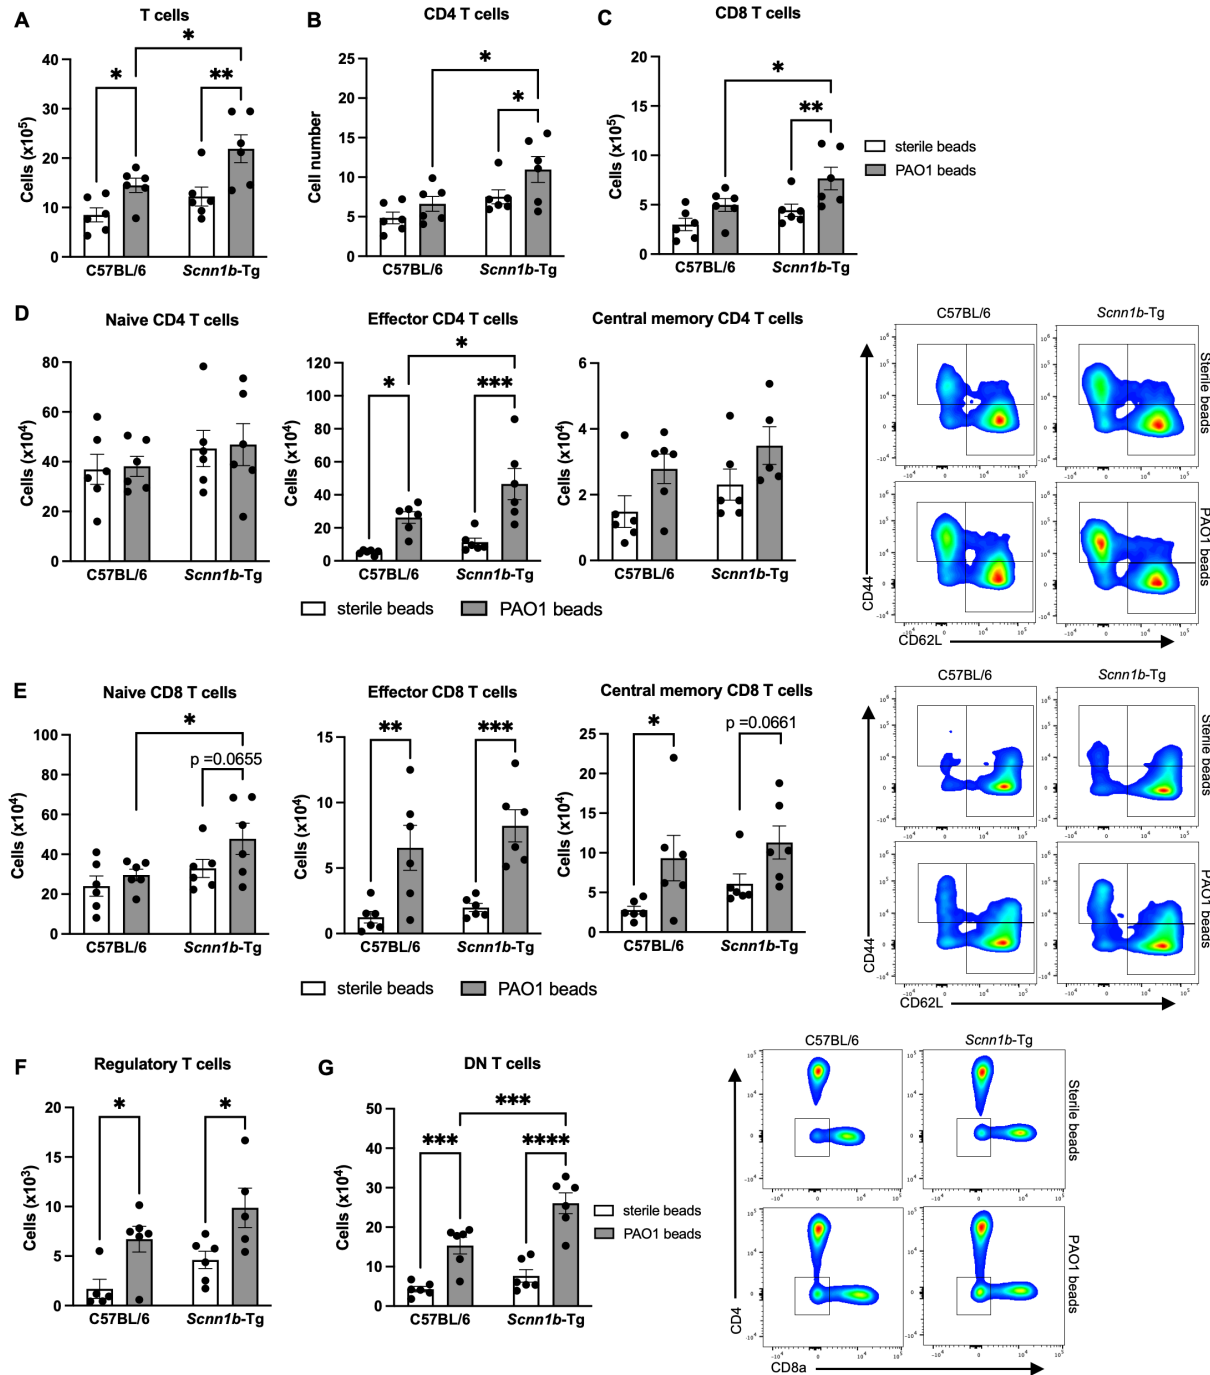 A
T cells
Cells (x10⁵)
40
30
20
10
0
*
**
*
C57BL/6
Scnn1b-Tg
B
CD4 T cells
Cell number
25
20
15
10
5
0
*
*
C57BL/6
Scnn1b-Tg
C
CD8 T cells
Cells (x10⁵)
20
15
10
5
0
*
**
C57BL/6
Scnn1b-Tg
sterile beads
PAO1 beads
D
Naive CD4 T cells
Cells (x10⁴)
80
60
40
20
0
C57BL/6
Scnn1b-Tg
Effector CD4 T cells
Cells (x10⁴)
120
100
80
60
40
20
0
*
*
***
C57BL/6
Scnn1b-Tg
Central memory CD4 T cells
Cells (x10⁴)
6
4
2
0
C57BL/6
Scnn1b-Tg
sterile beads
PAO1 beads
C57BL/6
Scnn1b-Tg
Sterile beads
PAO1 beads
CD44
CD62L
E
Naive CD8 T cells
Cells (x10⁴)
100
80
60
40
20
0
*
p =0.0655
C57BL/6
Scnn1b-Tg
Effector CD8 T cells
Cells (x10⁴)
15
10
5
0
**
***
C57BL/6
Scnn1b-Tg
Central memory CD8 T cells
Cells (x10⁴)
25
20
15
10
5
0
*
p =0.0661
C57BL/6
Scnn1b-Tg
sterile beads
PAO1 beads
C57BL/6
Scnn1b-Tg
Sterile beads
PAO1 beads
CD44
CD62L
F
Regulatory T cells
Cells (x10³)
20
15
10
5
0
*
*
C57BL/6
Scnn1b-Tg
G
DN T cells
Cells (x10⁴)
50
40
30
20
10
0
***
***
****
C57BL/6
Scnn1b-Tg
sterile beads
PAO1 beads
C57BL/6
Scnn1b-Tg
Sterile beads
PAO1 beads
CD4
CD8a